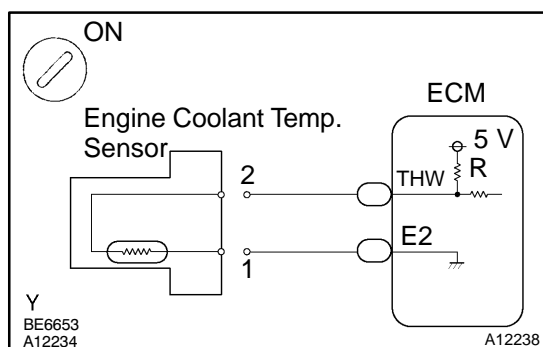 ON
Engine Coolant Temp.
Sensor
ECM
5 V
R
2
THW
E2
1
Y
BE6653
A12234
A12238